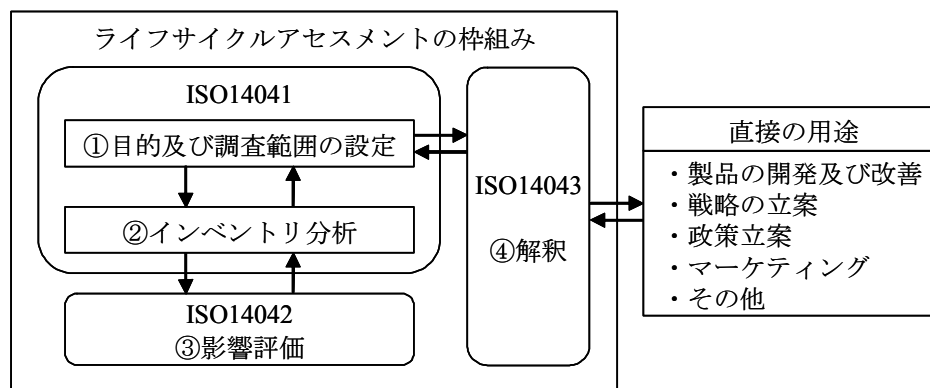 ライフサイクルアセスメントの枠組み
ISO14041
①目的及び調査範囲の設定
②インベントリ分析
ISO14042
③影響評価
ISO14043
④解釈
直接の用途
・製品の開発及び改善
・戦略の立案
・政策立案
・マーケティング
・その他